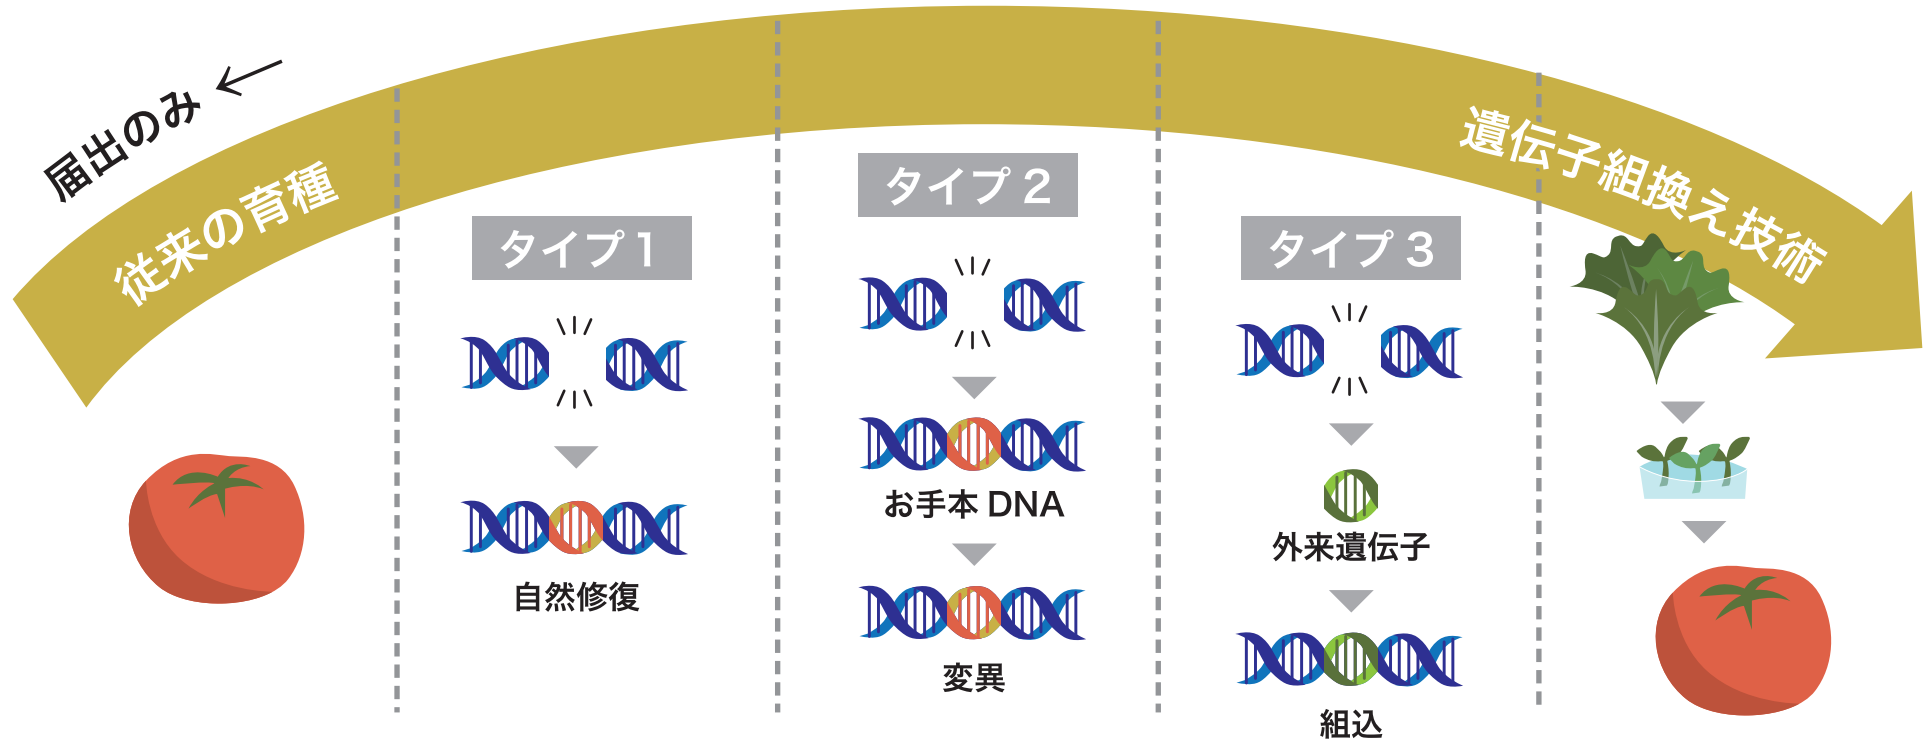 届出のみ ←
従来の育種
遺伝子組換え技術
タイプ 1
自然修復
タイプ 2
お手本 DNA
変異
タイプ 3
外来遺伝子
組込